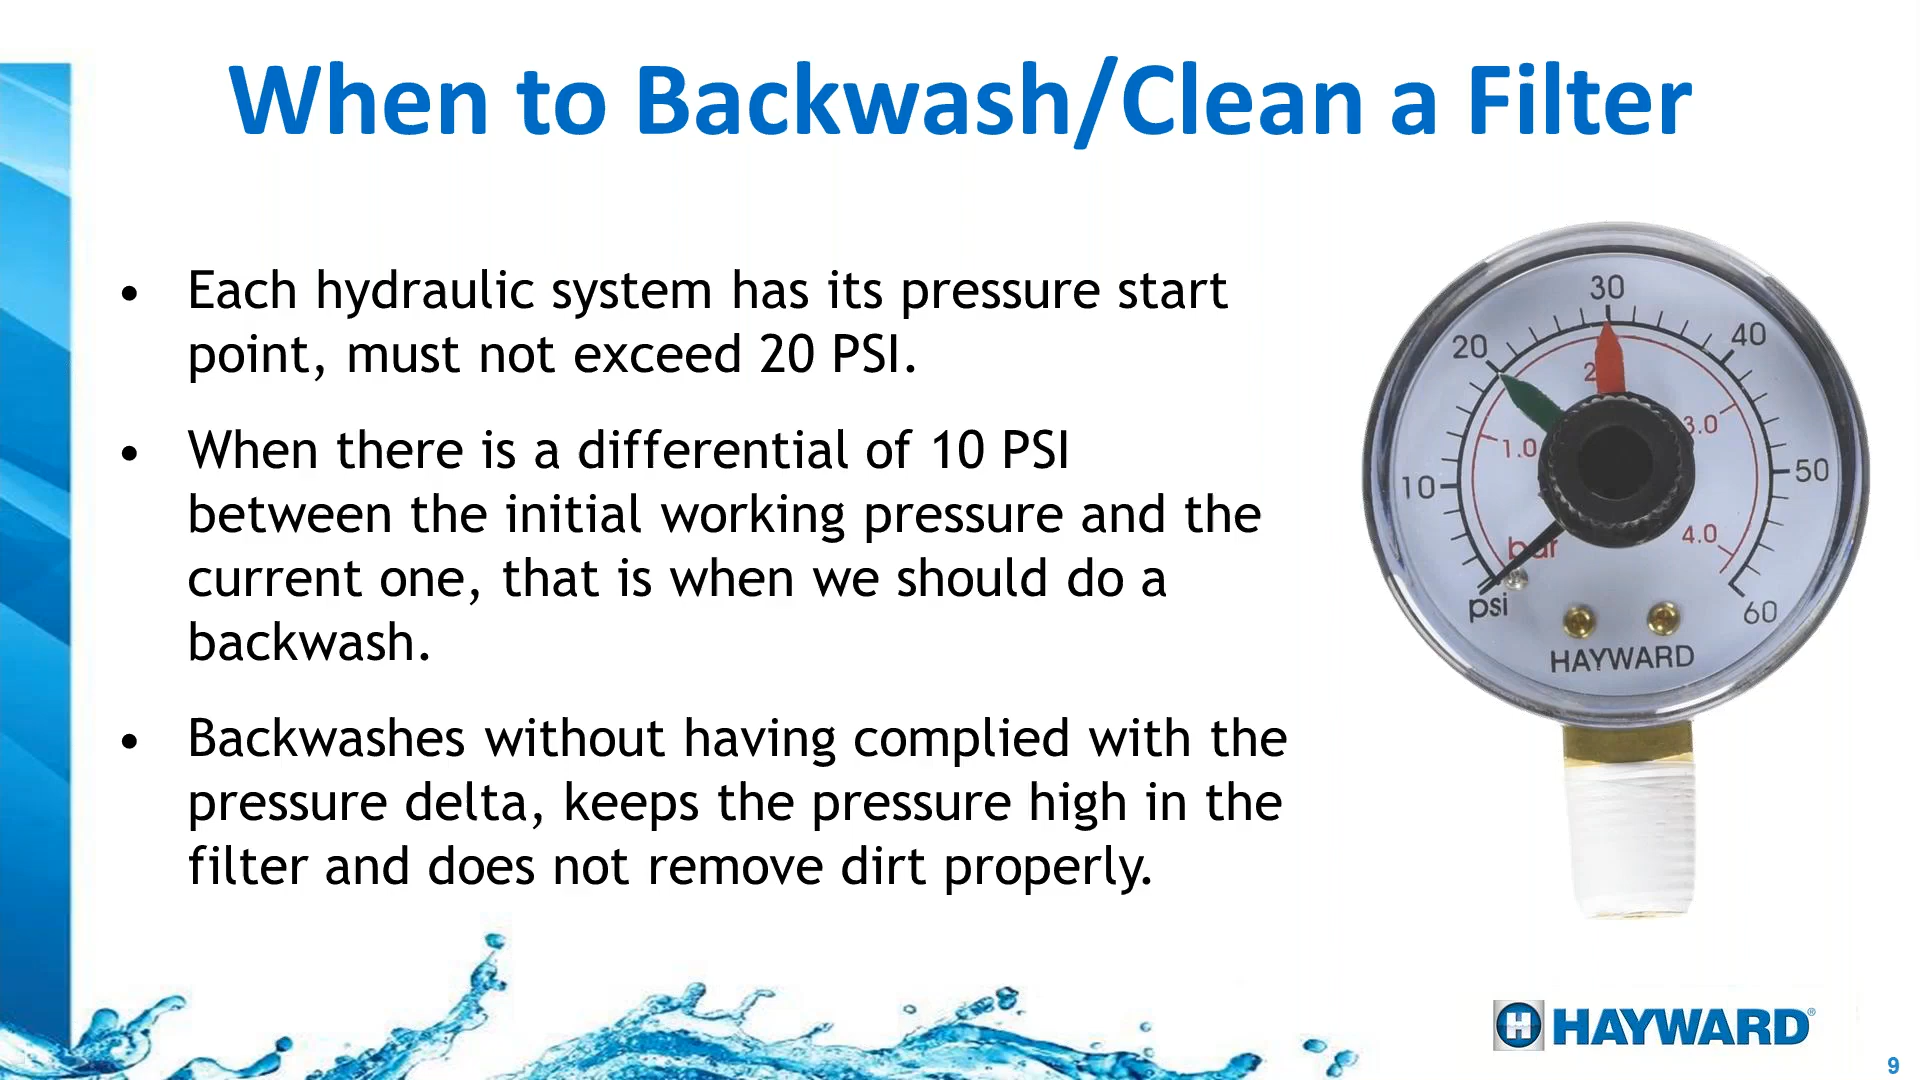 When to Backwash/Clean a Filter
• Each hydraulic system has its pressure start
point, must not exceed 20 PSI.
• When there is a differential of 10 PSI
between the initial working pressure and the
current one, that is when we should do a
backwash.
• Backwashes without having complied with the
pressure delta, keeps the pressure high in the
filter and does not remove dirt properly.
30
20
40
2
3.0
1.0
10
50
4.0
bar
psi
60
HAYWARD
H HAYWARD®
9